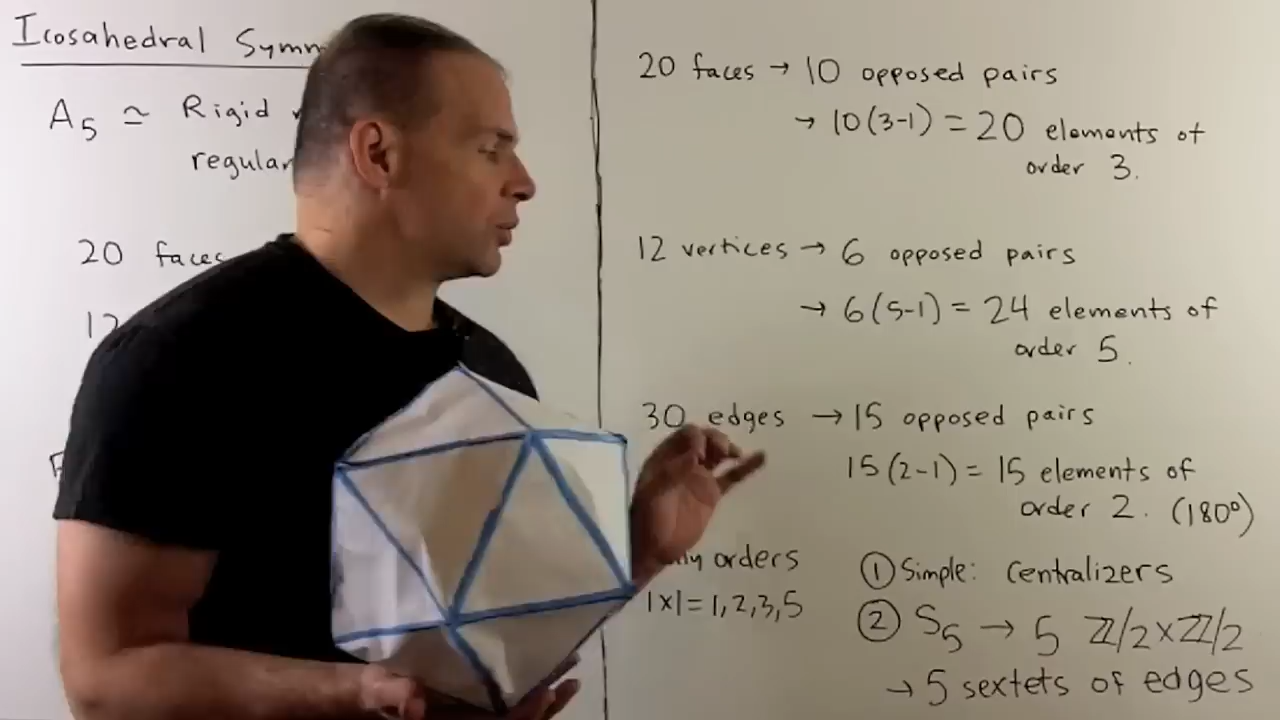 Icosahedral Symm
A5 ≃ Rigid
regular
20 faces
12
20 faces → 10 opposed pairs
→ 10(3-1) = 20 elements of
order 3.
12 vertices → 6 opposed pairs
→ 6(5-1) = 24 elements of
order 5.
30 edges → 15 opposed pairs
15(2-1) = 15 elements of
order 2. (180°)
orders
|x| = 1,2,3,5
① Simple: Centralizers
② S5 → 5 ℤ/2×ℤ/2
→ 5 sextets of edges